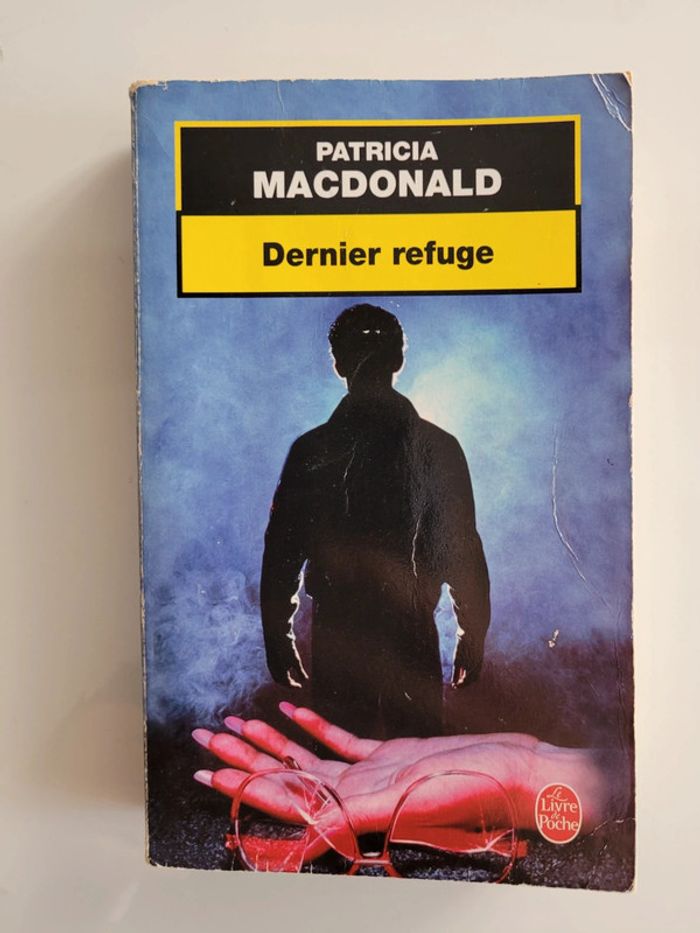 PATRICIA
MACDONALD
Dernier refuge
Le
Livre
de
Poche